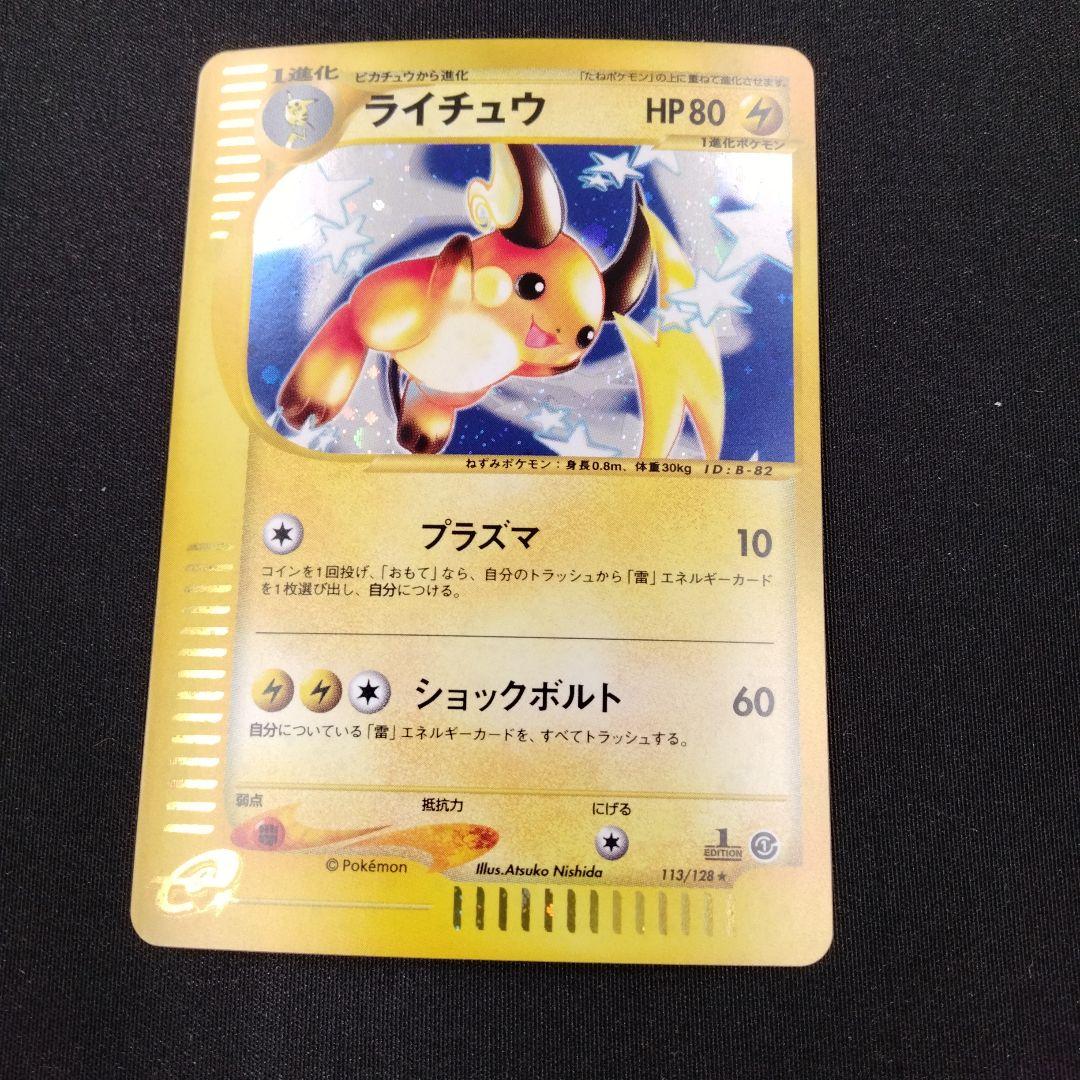 1進化 ピカチュウから進化 「たねポケモン」の上に重ねて進化させます。
ライチュウ HP80
1進化ポケモン
ねずみポケモン：身長0.8m、体重30kg ID:B-82
プラズマ 10
コインを1回投げ、「おもて」なら、自分のトラッシュから「雷」エネルギーカード
を1枚選び出し、自分につける。
ショックボルト 60
自分についている「雷」エネルギーカードを、すべてトラッシュする。
弱点 抵抗力 にげる
1
EDITION
© Pokémon Illus.Atsuko Nishida 113/128★
e